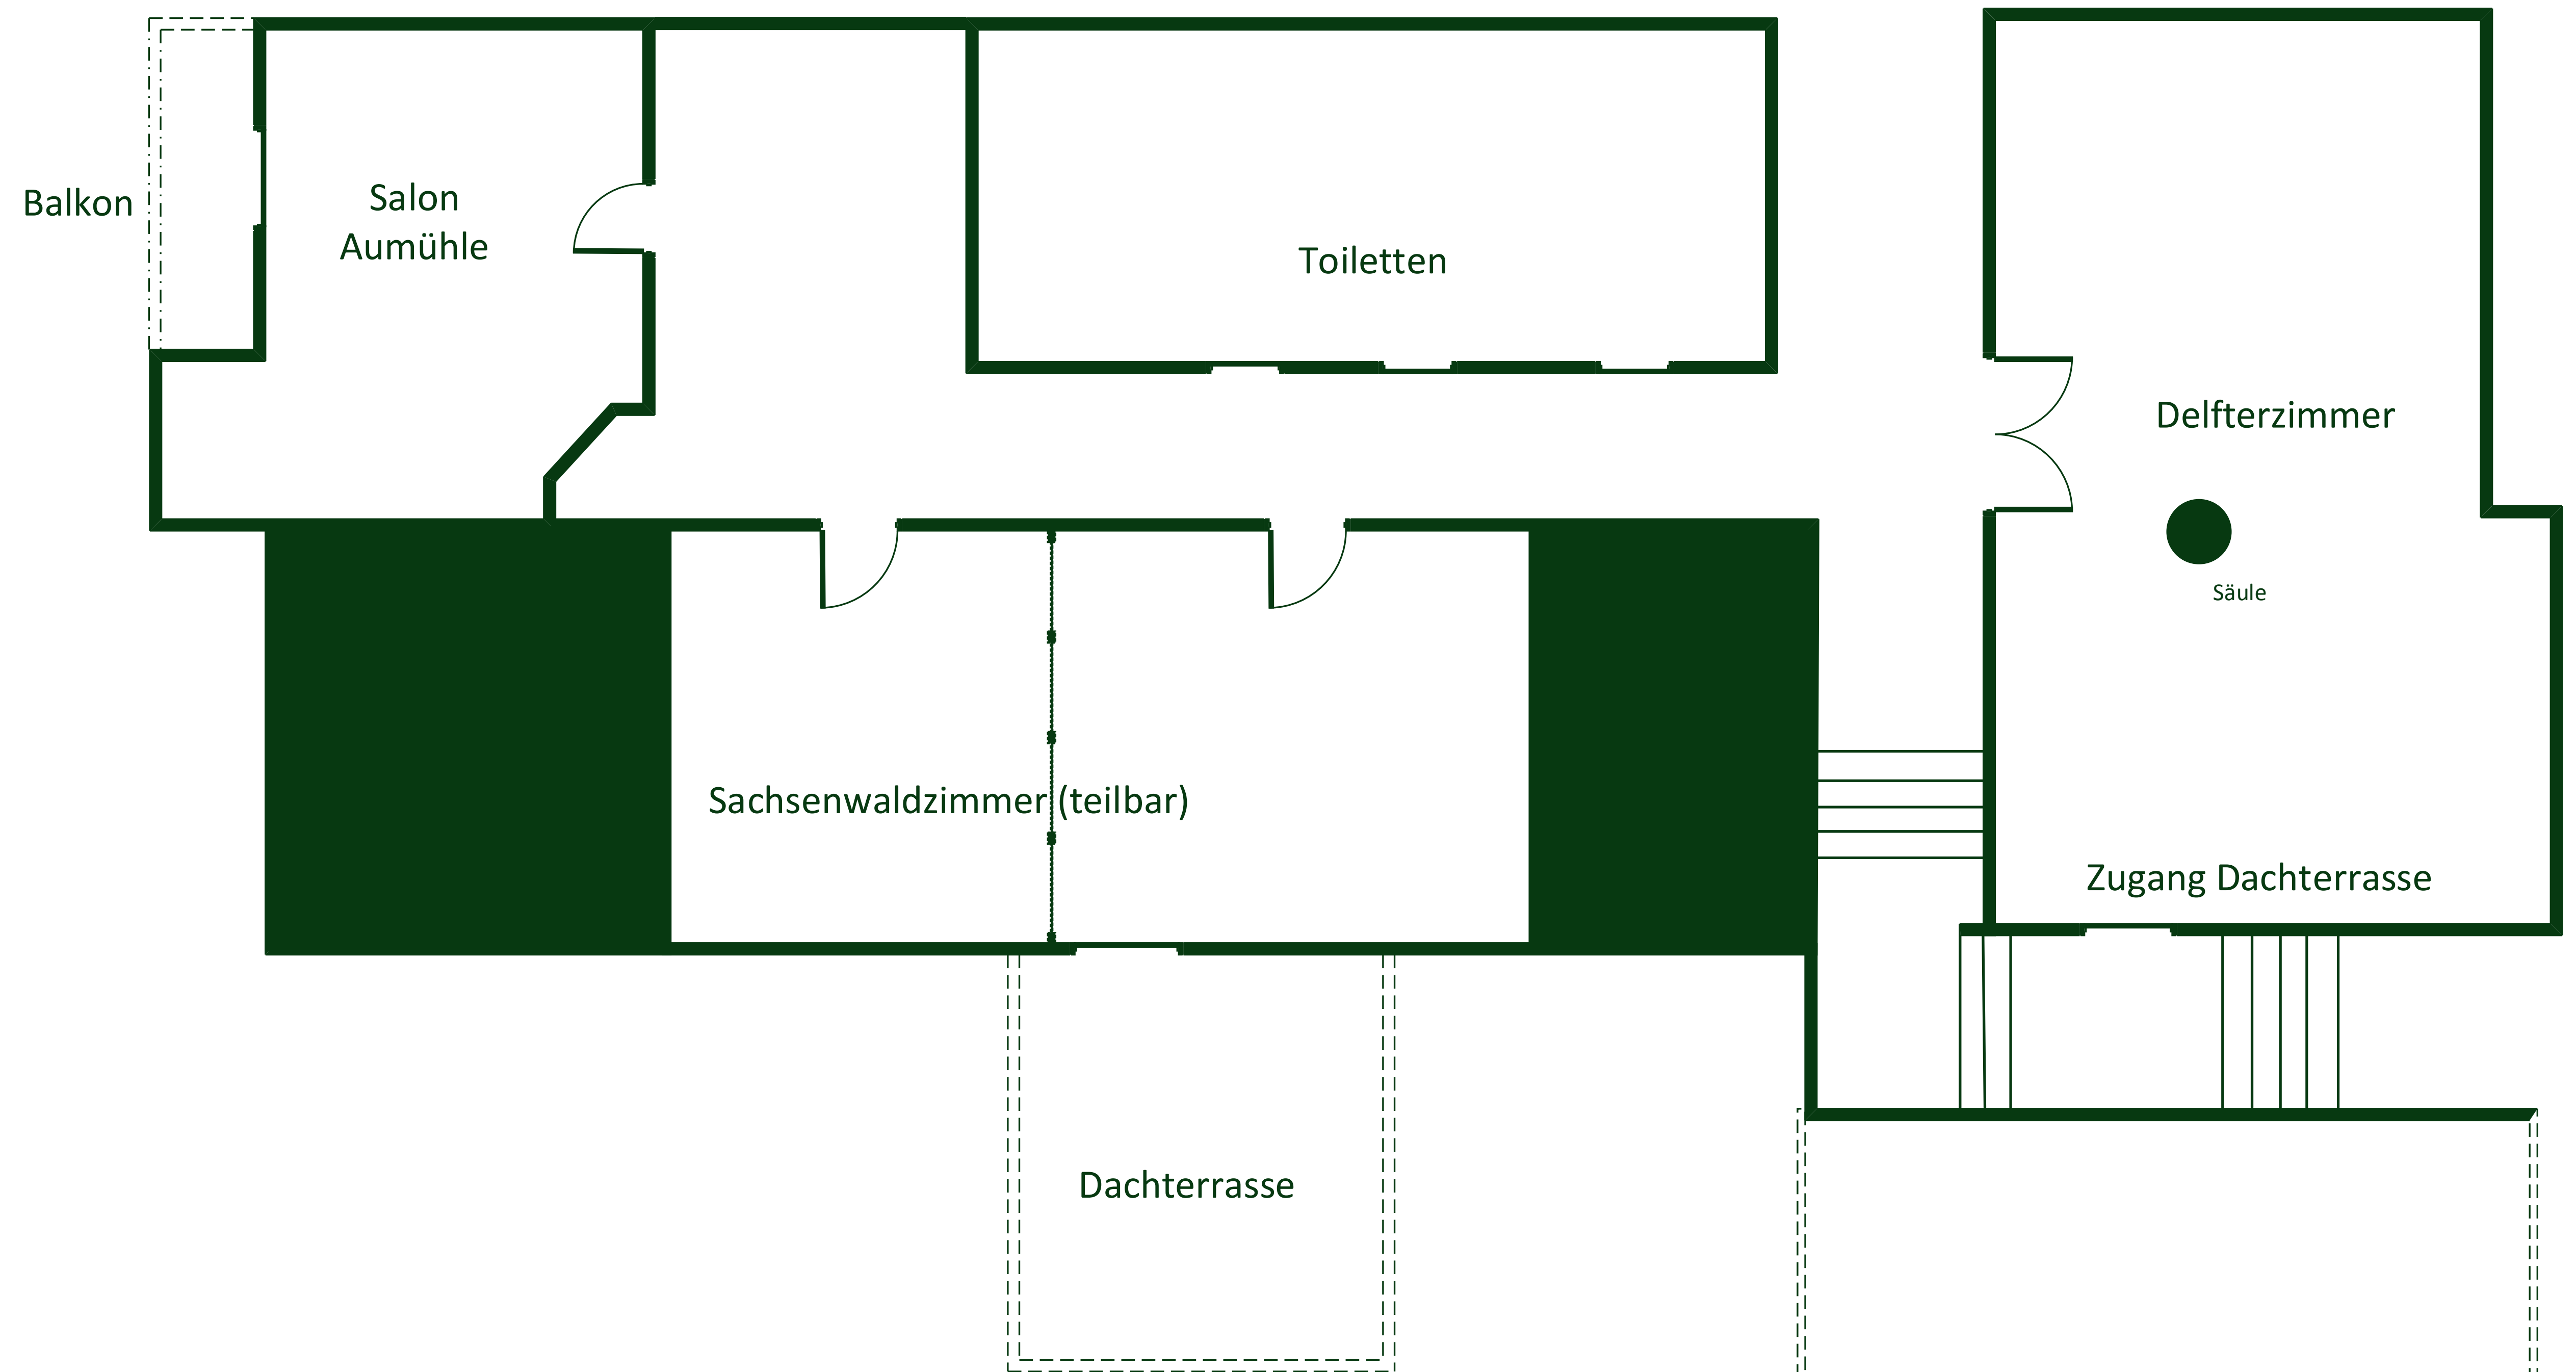 Balkon
Salon
Aumühle
Toiletten
Delfterzimmer
Säule
Sachsenwaldzimmer (teilbar)
Zugang Dachterrasse
Dachterrasse